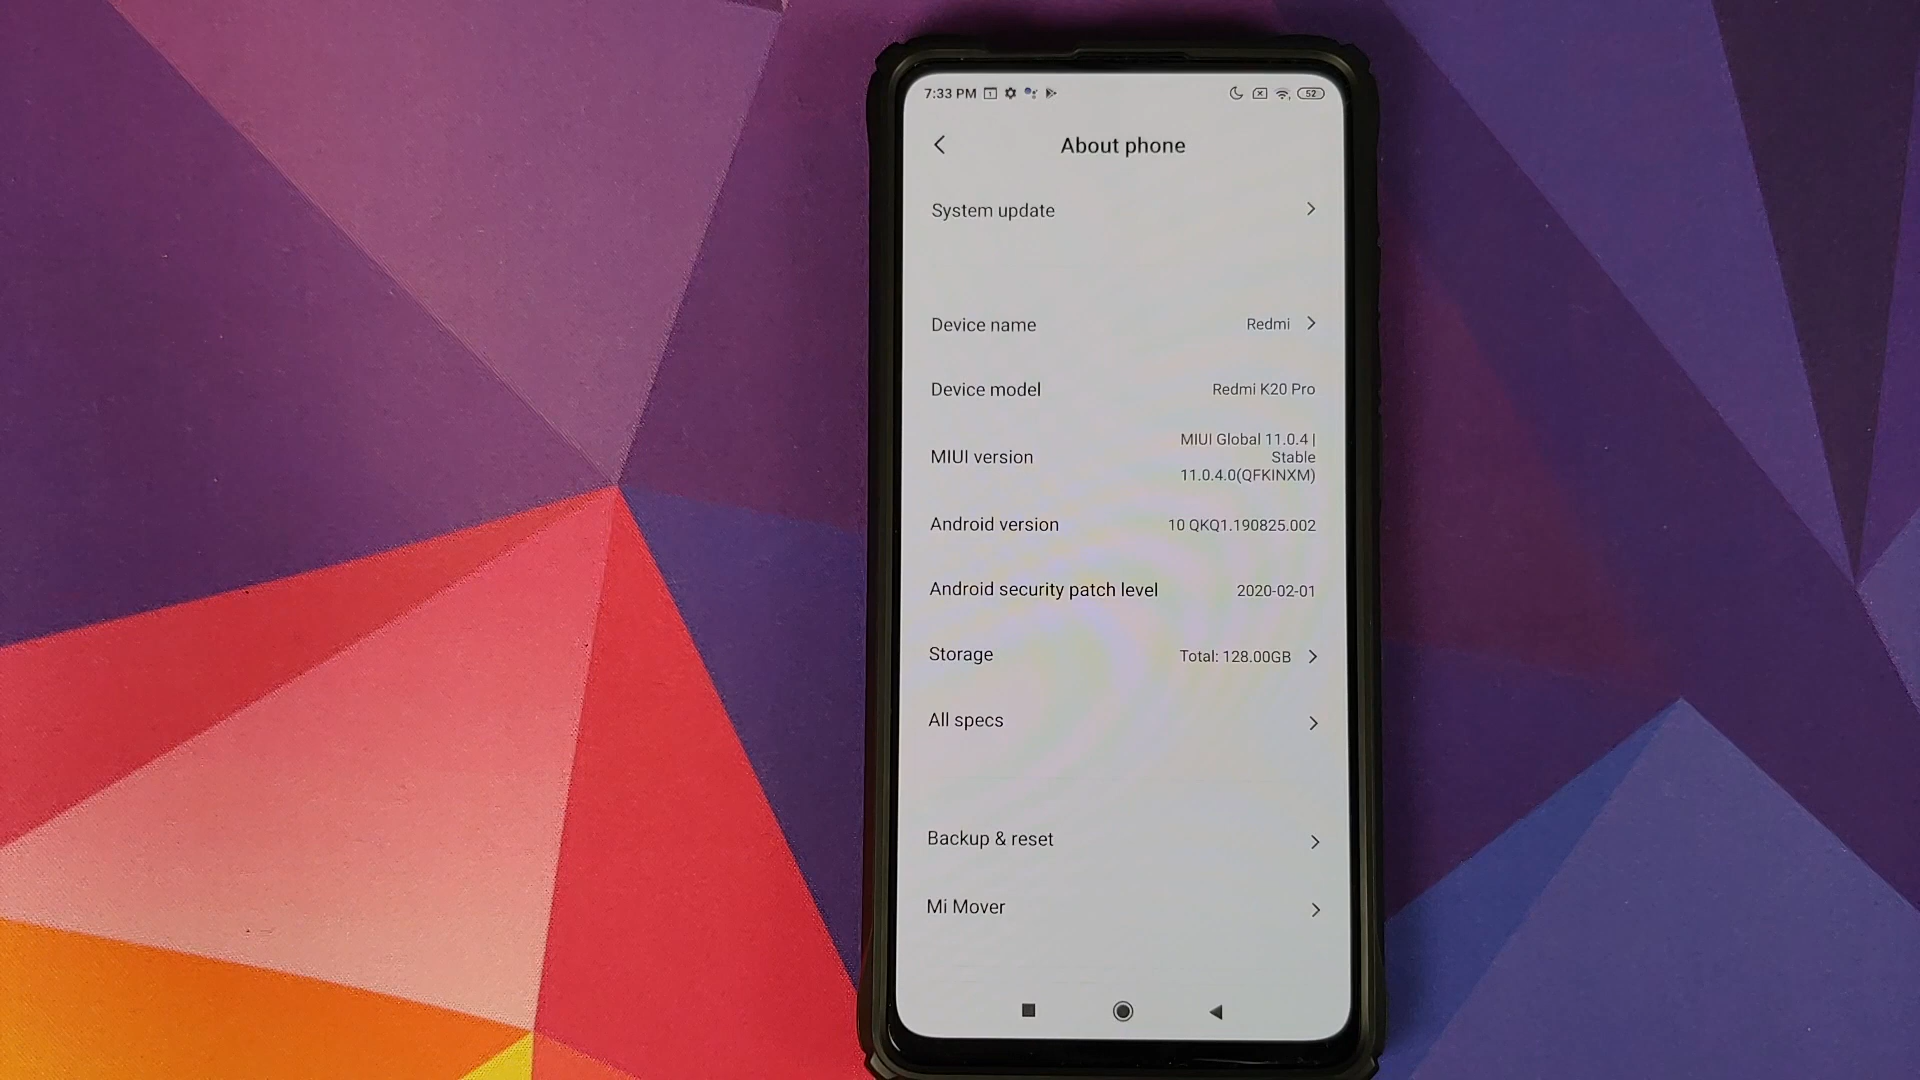 7:33 PM
52
About phone
System update
Device name
Redmi
Device model
Redmi K20 Pro
MIUI version
MIUI Global 11.0.4 |
Stable
11.0.4.0(QFKINXM)
Android version
10 QKQ1.190825.002
Android security patch level
2020-02-01
Storage
Total: 128.00GB
All specs
Backup & reset
Mi Mover